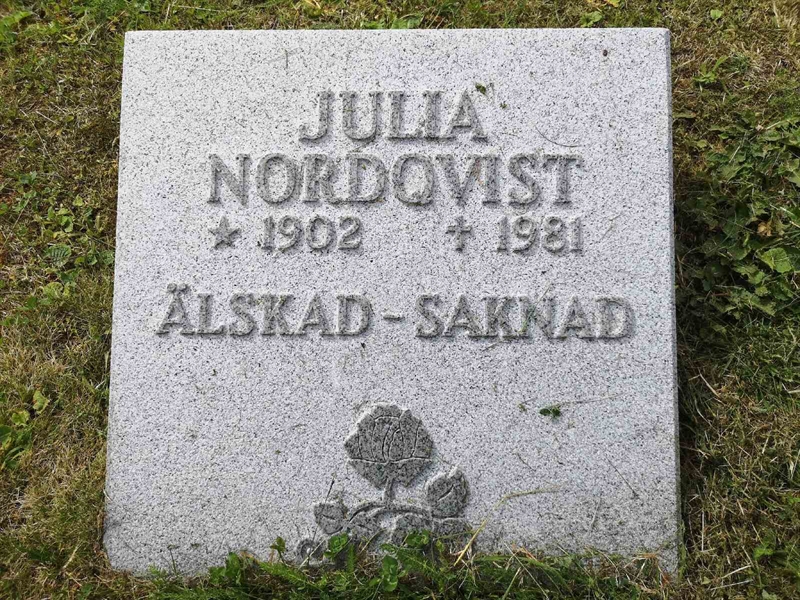 JULIA
NORDQVIST
★ 1902 ✝ 1981
ÄLSKAD - SAKNAD